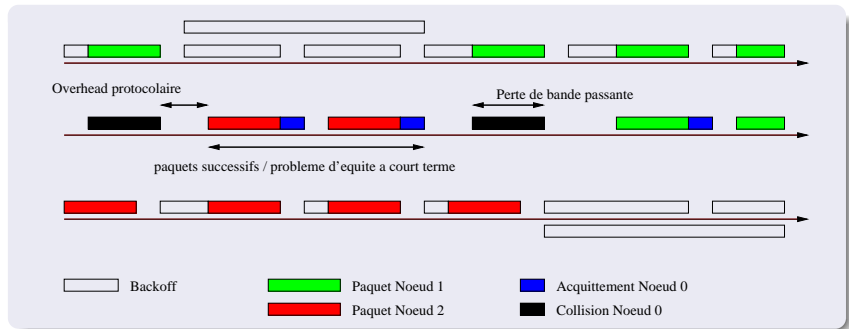 Overhead protocolaire
Perte de bande passante
paquets successifs / probleme d'equite a court terme
Backoff
Paquet Noeud 1
Acquittement Noeud 0
Paquet Noeud 2
Collision Noeud 0